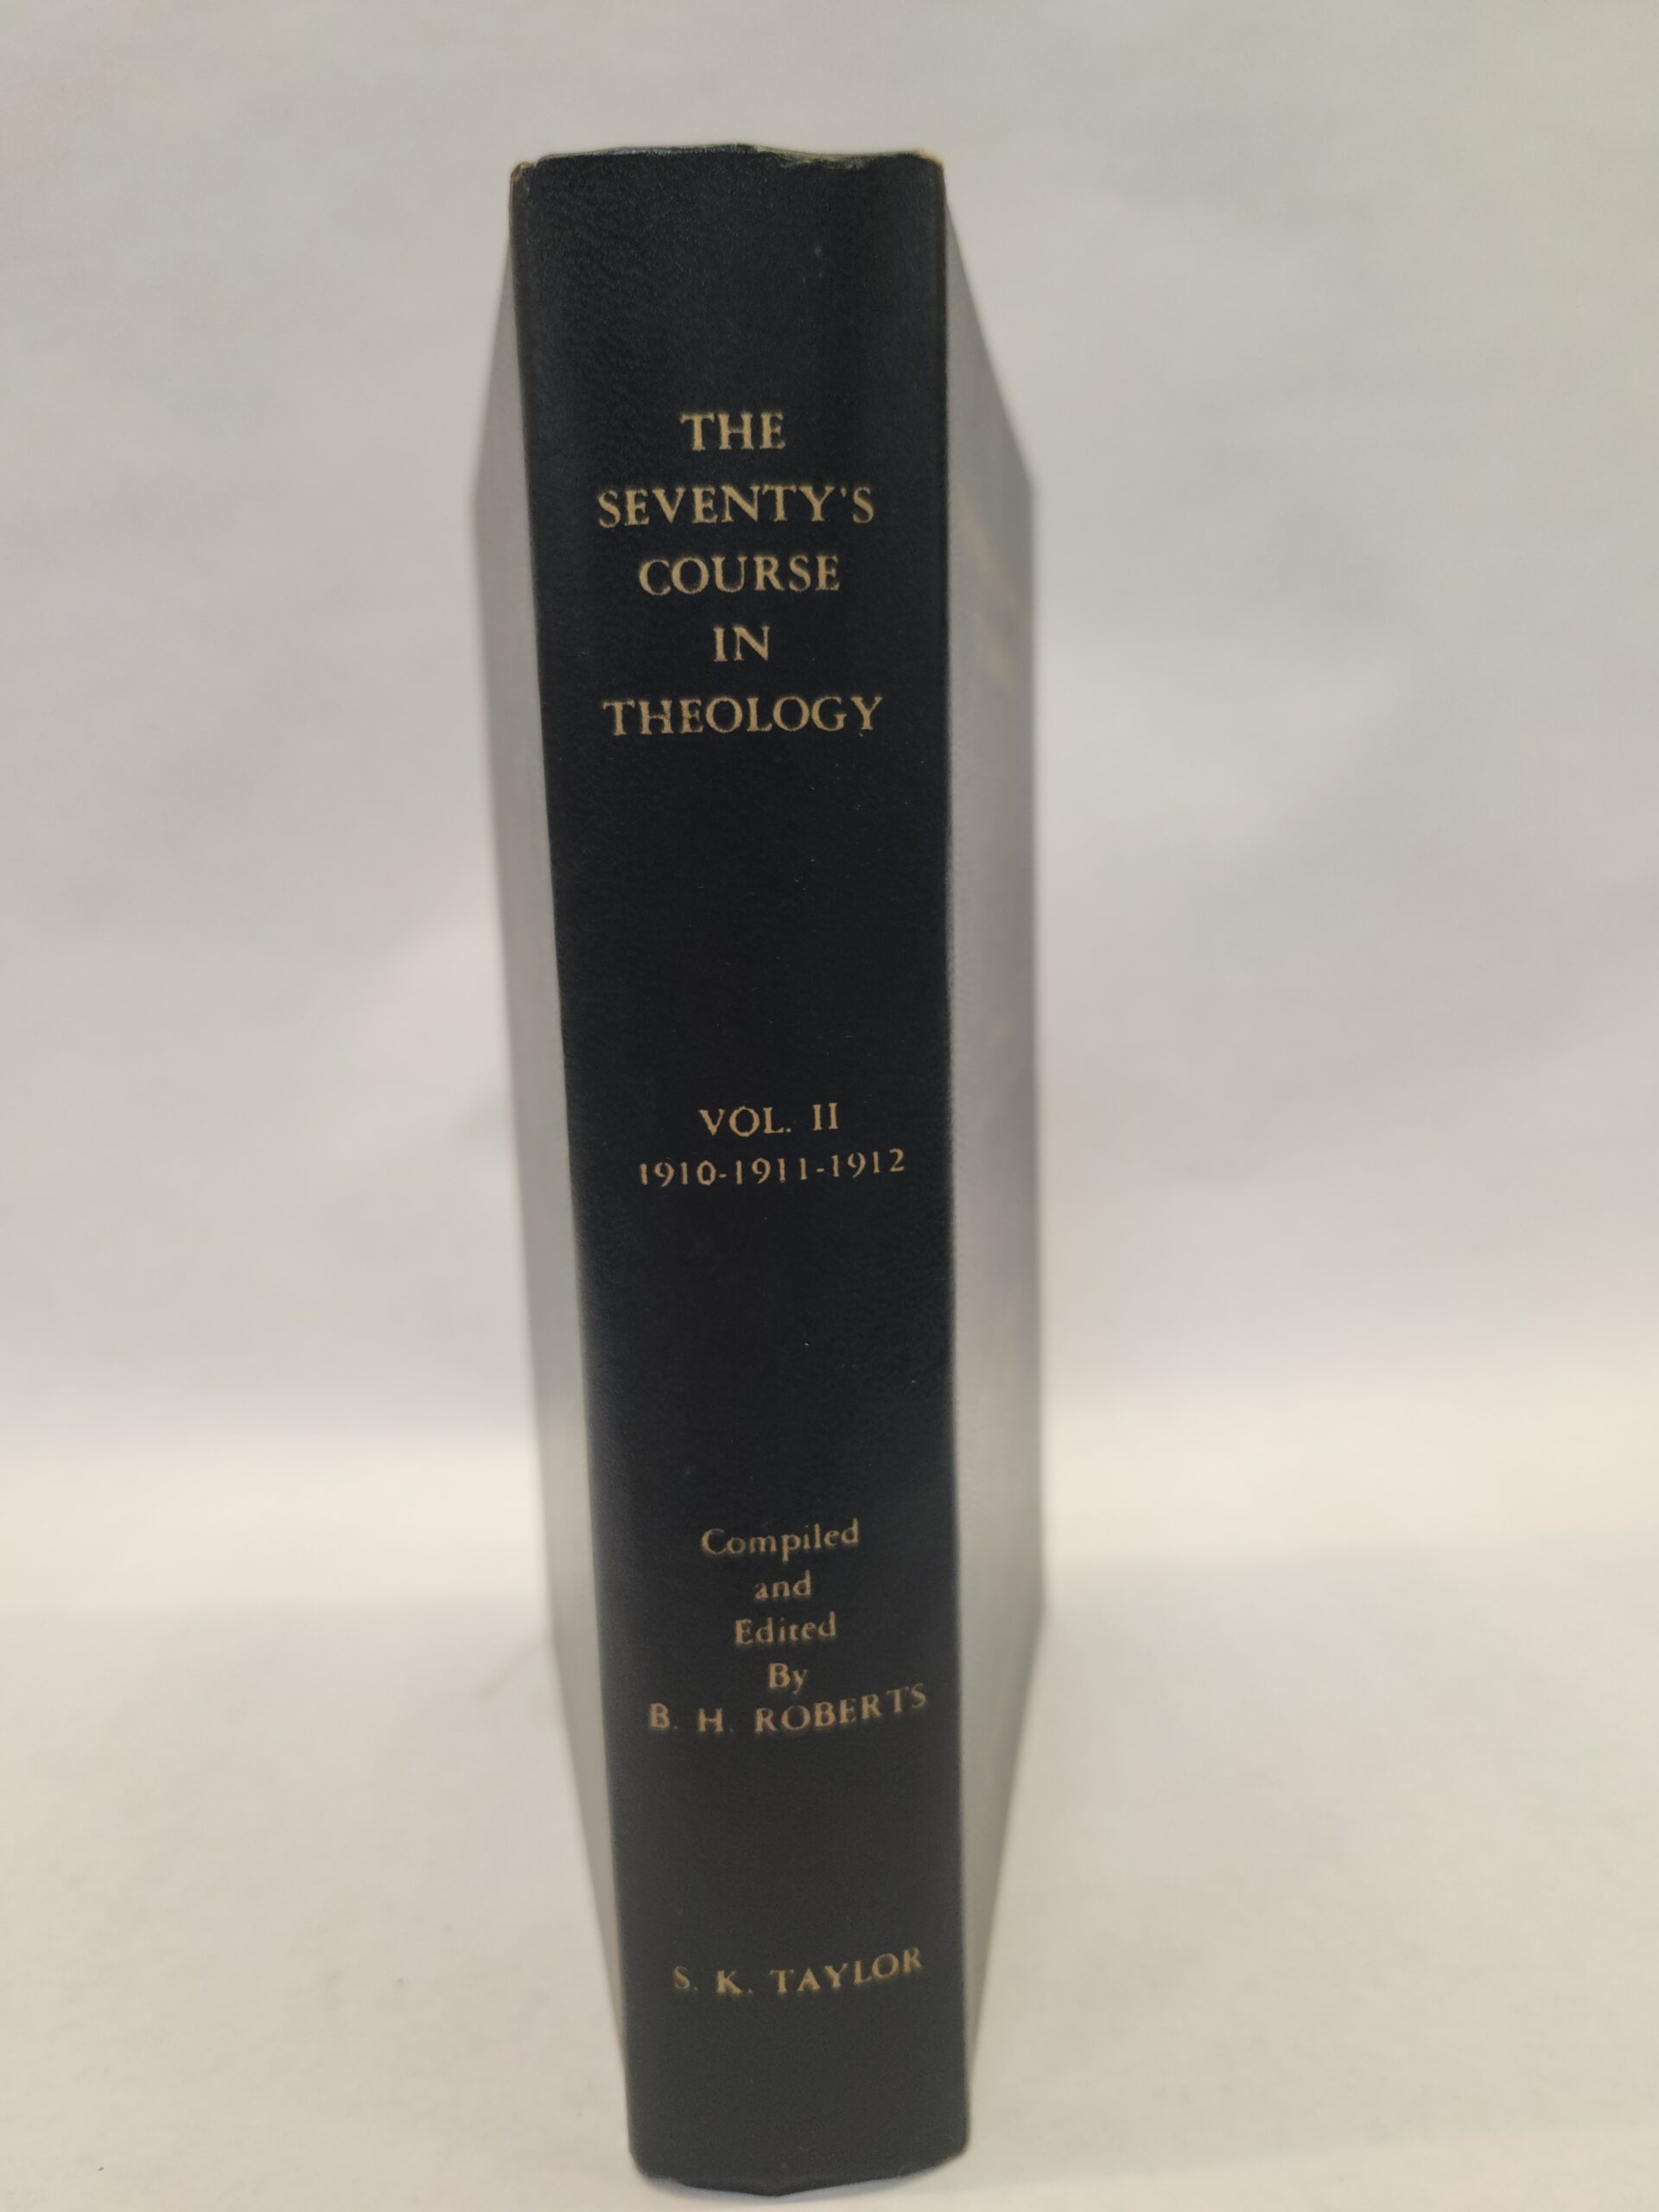 THE
SEVENTY'S
COURSE
IN
THEOLOGY
VOL. II
1910-1911-1912
Compiled
and
Edited
By
B. H. ROBERTS
S. K. TAYLOR